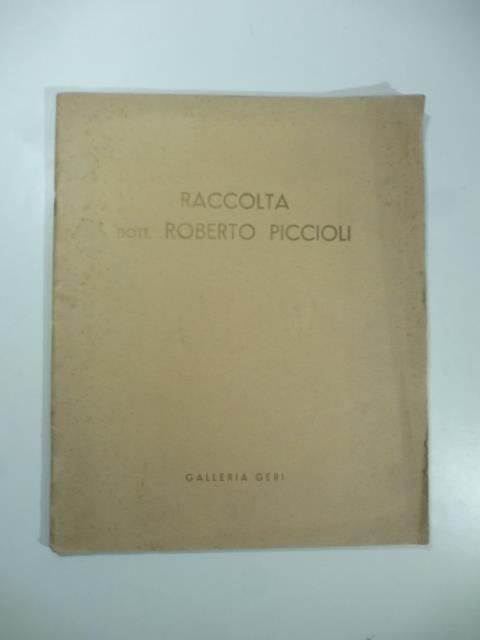 RACCOLTA
DOTT. ROBERTO PICCIOLI
GALLERIA GERI